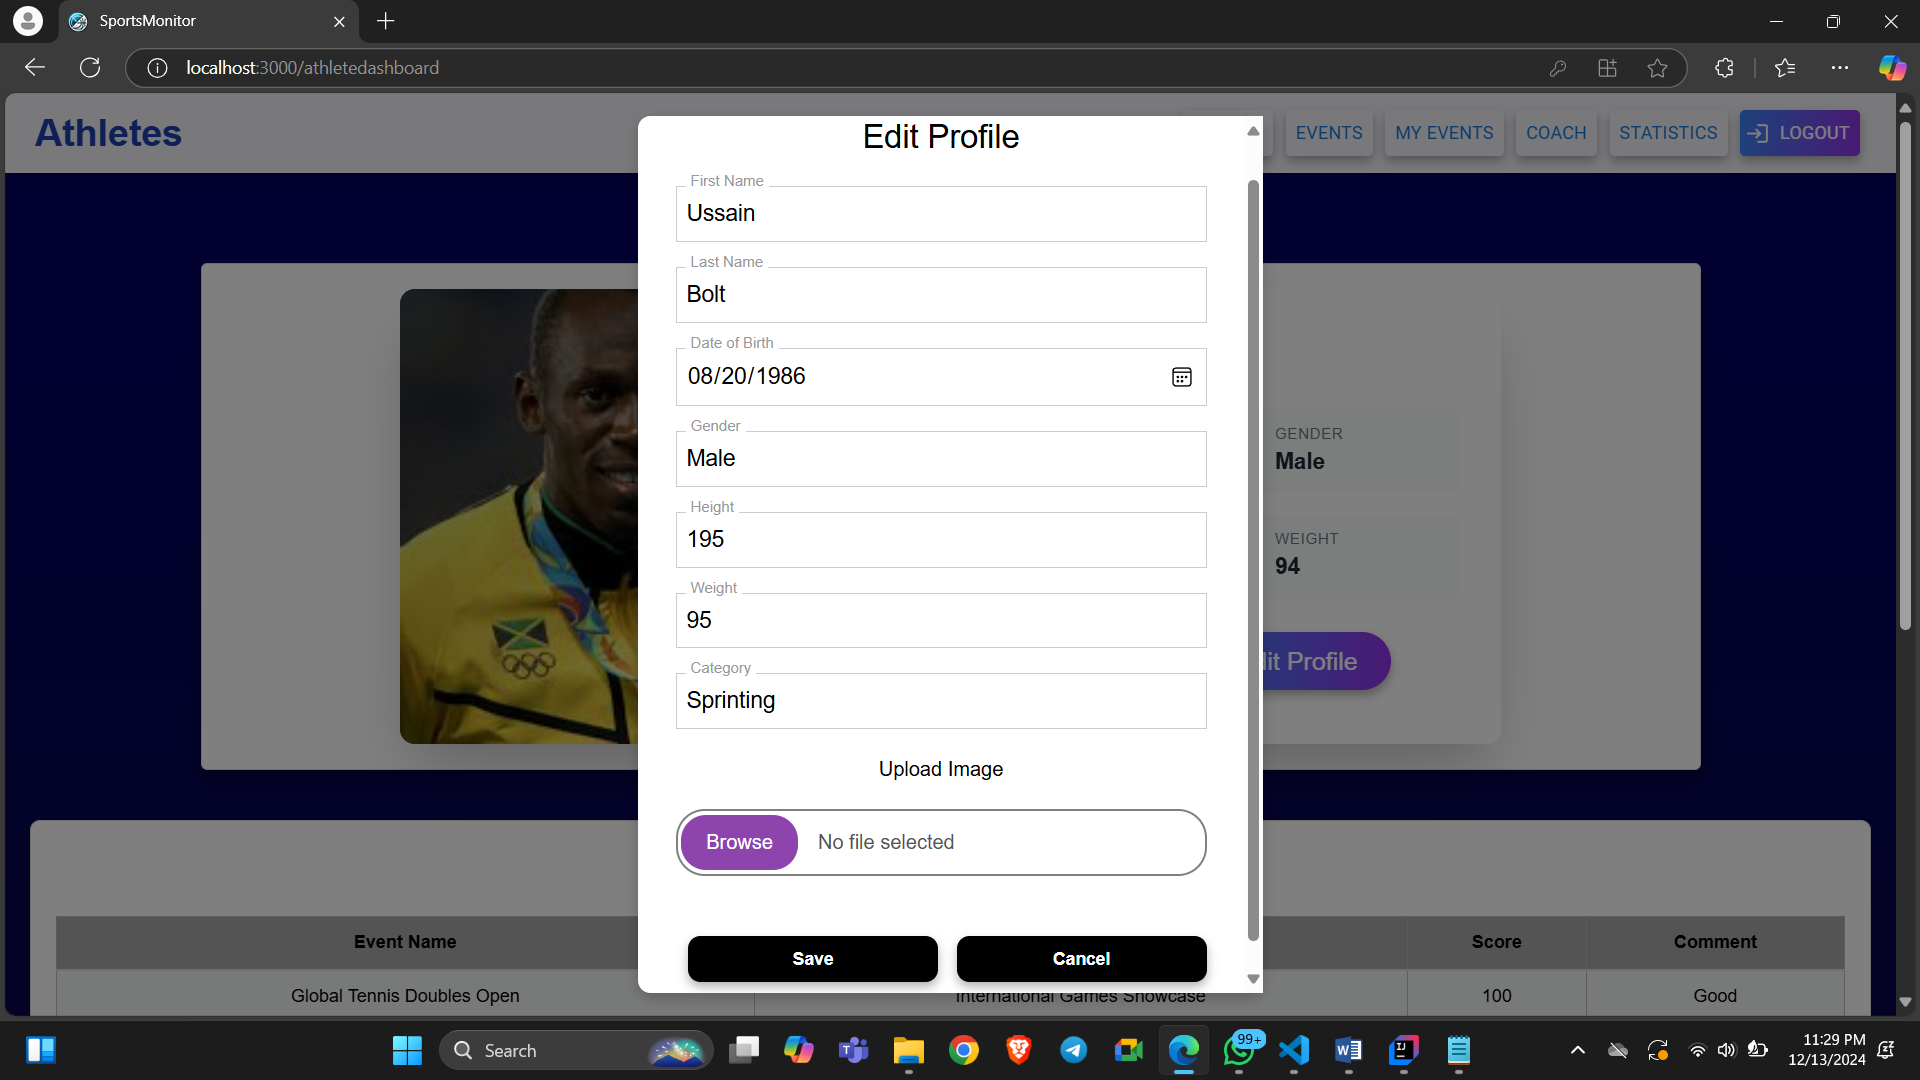 SportsMonitor
localhost:3000/athletedashboard
Athletes
EVENTS
MY EVENTS
COACH
STATISTICS
LOGOUT
Edit Profile
First Name
Ussain
Last Name
Bolt
Date of Birth
08/20/1986
Gender
Male
Height
195
Weight
95
Category
Sprinting
Upload Image
Browse No file selected
Save Cancel
GENDER
Male
WEIGHT
94
dit Profile
Event Name Score Comment
Global Tennis Doubles Open International Games Showcase 100 Good
Search
99+
11:29 PM
12/13/2024